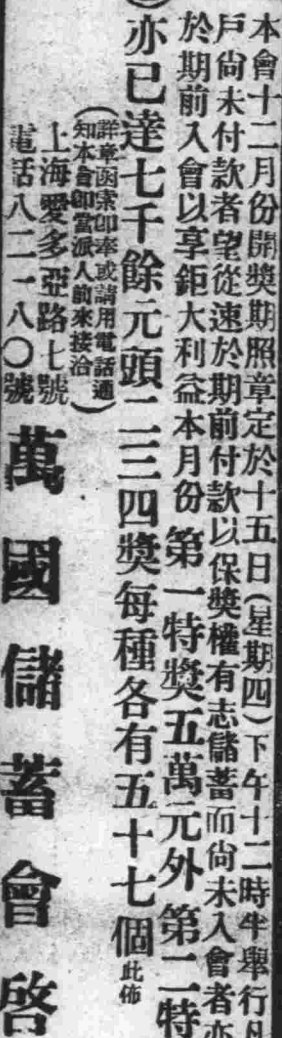 本會十二月份開獎期照章定於十五日(星期四)下午十二時半舉行凡
戶尙未付款者望從速於期前付款以保獎權有志儲蓄而尙未入會者亦
於期前入會以享鉅大利益本月份第一特獎五萬元外第二特
亦已達七千餘元頭二三四獎每種各有五十七個此佈
(詳章函索卽奉或請用電話通
知本會卽當派人前來接洽)
上海愛多亞路七號
電話八二一八〇號
萬國儲蓄會啓